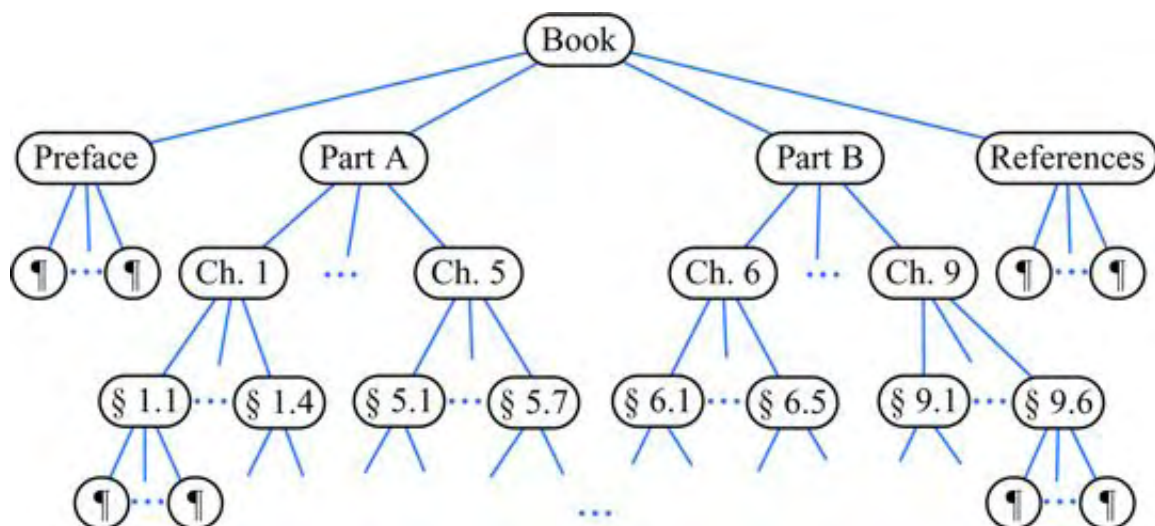 Book
Preface Part A Part B References
¶ ... ¶ Ch. 1 ... Ch. 5 Ch. 6 ... Ch. 9 ¶ ... ¶
§ 1.1 ... § 1.4 § 5.1 ... § 5.7 § 6.1 ... § 6.5 § 9.1 ... § 9.6
¶ ... ¶ ... ¶ ... ¶